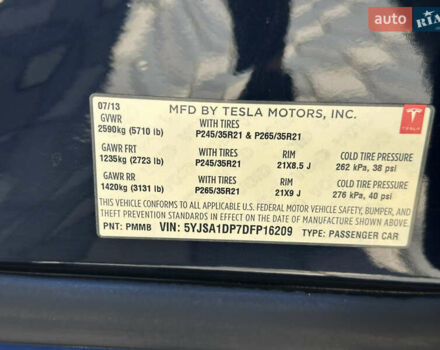 auto RIA
07/13
MFD BY TESLA MOTORS, INC.
TESLA
GVWR WITH TIRES
2590kg (5710 lb) P245/35R21 & P265/35R21
GAWR FRT WITH TIRES RIM COLD TIRE PRESSURE
1235kg (2723 lb) P245/35R21 21X8.5 J 262 kPa, 38 psi
GAWR RR WITH TIRES RIM COLD TIRE PRESSURE
1420kg (3131 lb) P265/35R21 21X9 J 276 kPa, 40 psi
THIS VEHICLE CONFORMS TO ALL APPLICABLE U.S. FEDERAL MOTOR VEHICLE SAFETY, BUMPER, AND
THEFT PREVENTION STANDARDS IN EFFECT ON THE DATE OF MANUFACTURE SHOWN ABOVE.
PNT: PMMB VIN: 5YJSA1DP7DFP16209 TYPE: PASSENGER CAR